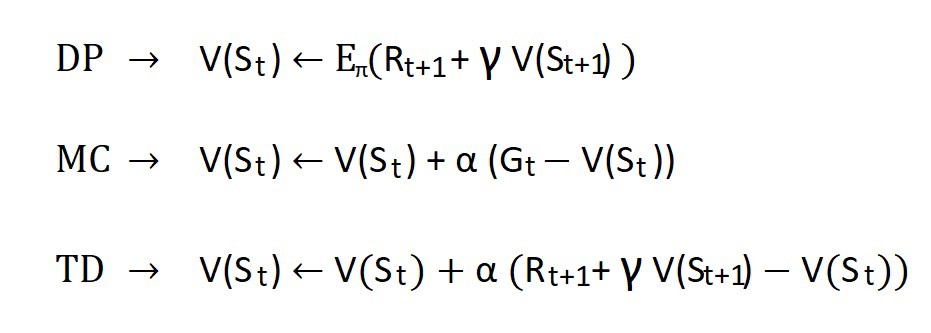 DP → V(Sₜ) ← Eπ(Rₜ₊₁ + γ V(Sₜ₊₁) )
MC → V(Sₜ) ← V(Sₜ) + α (Gₜ − V(Sₜ))
TD → V(Sₜ) ← V(Sₜ) + α (Rₜ₊₁ + γ V(Sₜ₊₁) − V(Sₜ))